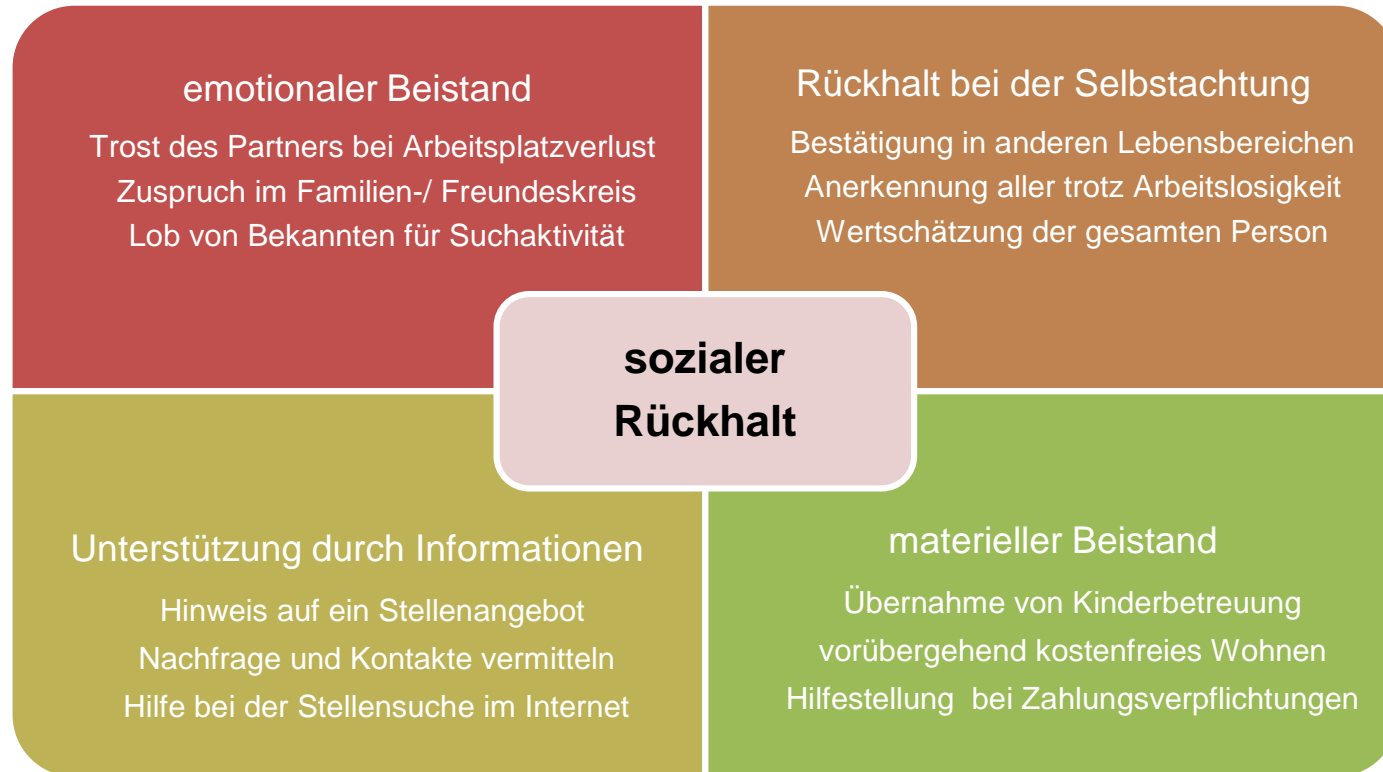 emotionaler Beistand
Trost des Partners bei Arbeitsplatzverlust
Zuspruch im Familien-/ Freundeskreis
Lob von Bekannten für Suchaktivität
Rückhalt bei der Selbstachtung
Bestätigung in anderen Lebensbereichen
Anerkennung aller trotz Arbeitslosigkeit
Wertschätzung der gesamten Person
sozialer
Rückhalt
Unterstützung durch Informationen
Hinweis auf ein Stellenangebot
Nachfrage und Kontakte vermitteln
Hilfe bei der Stellensuche im Internet
materieller Beistand
Übernahme von Kinderbetreuung
vorübergehend kostenfreies Wohnen
Hilfestellung  bei Zahlungsverpflichtungen